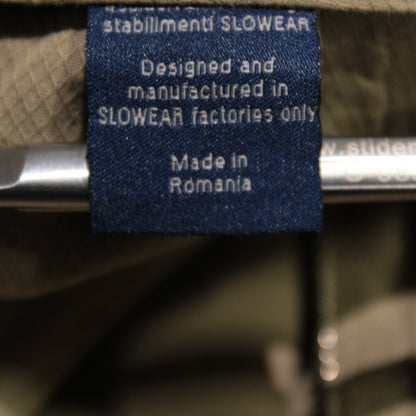 stabilimenti SLOWEAR
Designed and
manufactured in
SLOWEAR factories only
Made in
Romania